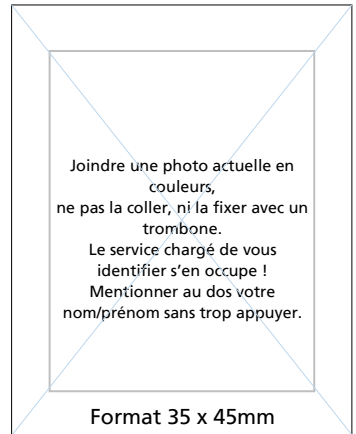 Joindre une photo actuelle en
couleurs,
ne pas la coller, ni la fixer avec un
trombone.
Le service chargé de vous
identifier s'en occupe !
Mentionner au dos votre
nom/prénom sans trop appuyer.
Format 35 x 45mm